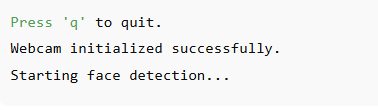 Press 'q' to quit.
Webcam initialized successfully.
Starting face detection...